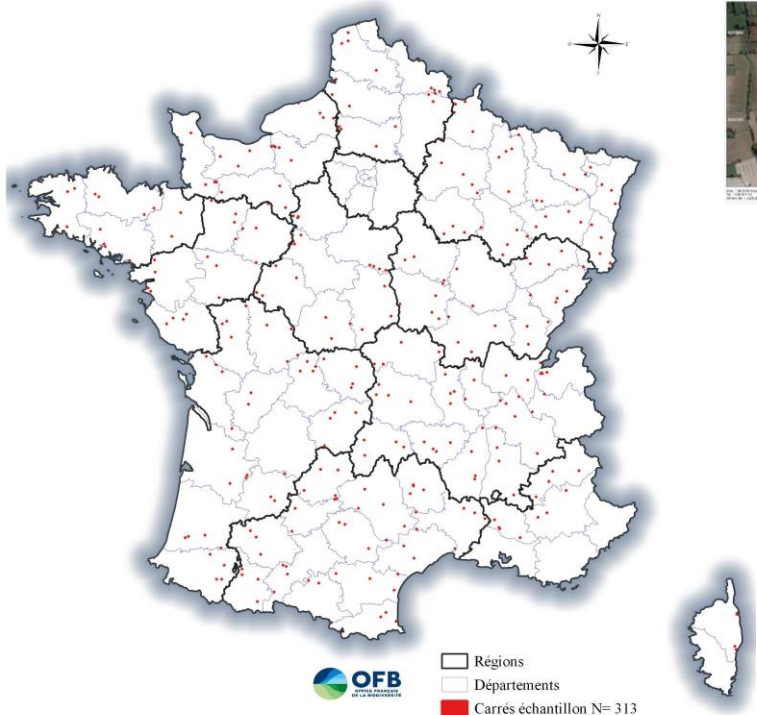 N
O
E
S
OFB
OFFICE FRANÇAIS
DE LA BIODIVERSITÉ
Régions
Départements
Carrés échantillon N= 313